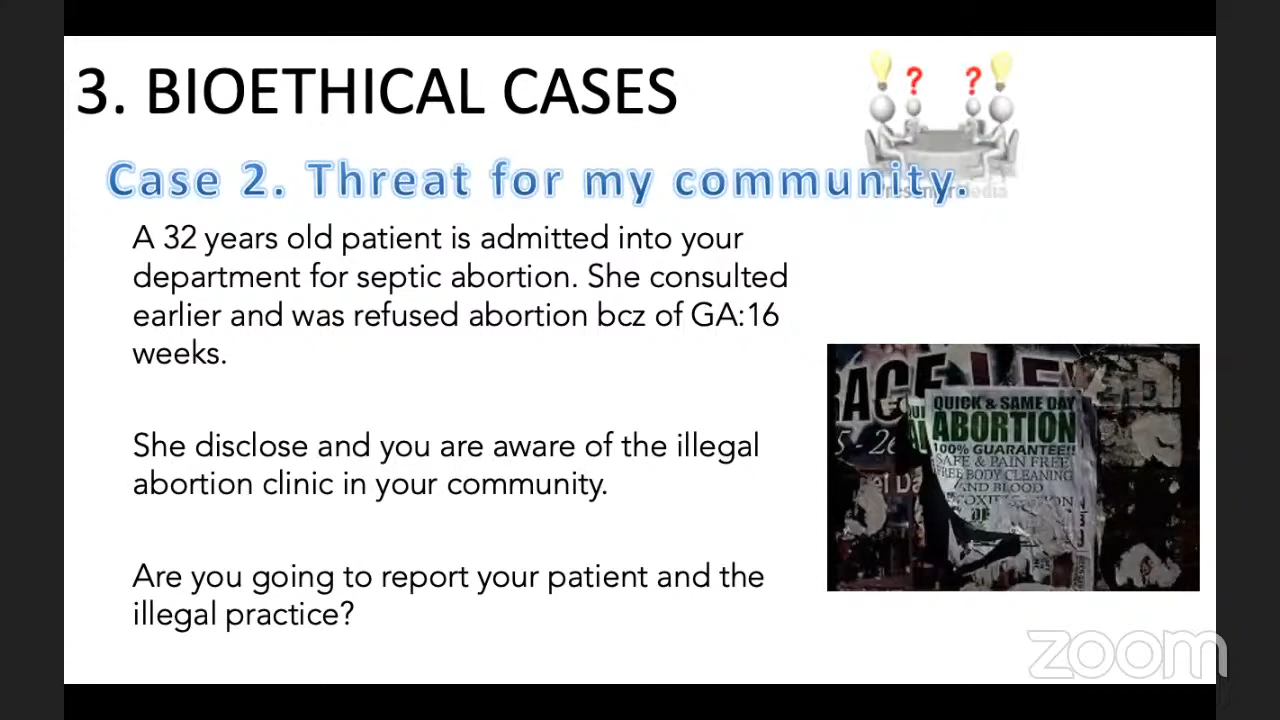 3. BIOETHICAL CASES
? ?
Case 2. Threat for my community.
A 32 years old patient is admitted into your
department for septic abortion. She consulted
earlier and was refused abortion bcz of GA:16
weeks.
She disclose and you are aware of the illegal
abortion clinic in your community.
Are you going to report your patient and the
illegal practice?
QUICK & SAME DAY
ABORTION
100% GUARANTEE!!
SAFE & PAIN FREE
FREE BODY CLEANING
AND BLOOD
zoom